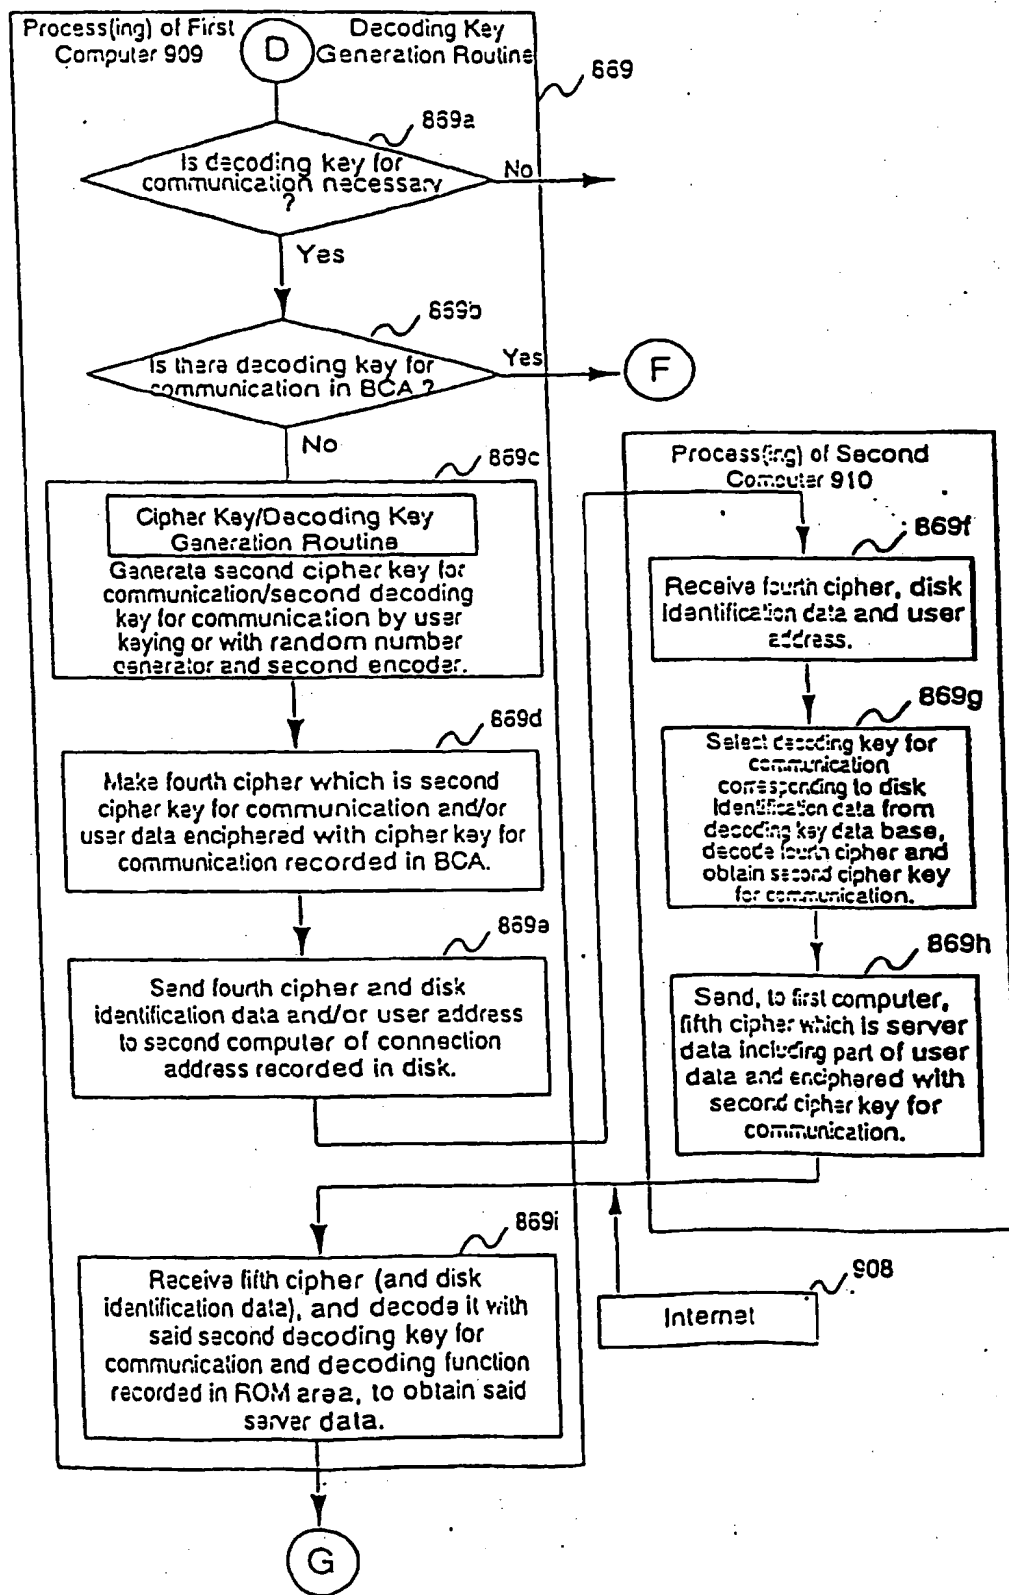 Process(ing) of First
Computer 909
D
Decoding Key
Generation Routine
869
869a
Is decoding key for
communication necessary
?
No
Yes
869b
Is there decoding key for
communication in BCA ?
Yes
F
No
869c
Cipher Key/Decoding Key
Generation Routine
Generate second cipher key for
communication/second decoding
key for communication by user
keying or with random number
generator and second encoder.
869d
Make fourth cipher which is second
cipher key for communication and/or
user data enciphered with cipher key for
communication recorded in BCA.
869e
Send fourth cipher and disk
identification data and/or user address
to second computer of connection
address recorded in disk.
Process(ing) of Second
Computer 910
869f
Receive fourth cipher, disk
identification data and user
address.
869g
Select decoding key for
communication
corresponding to disk
identification data from
decoding key data base,
decode fourth cipher and
obtain second cipher key
for communication.
869h
Send, to first computer,
fifth cipher which is server
data including part of user
data and enciphered with
second cipher key for
communication.
908
Internet
869i
Receive fifth cipher (and disk
identification data), and decode it with
said second decoding key for
communication and decoding function
recorded in ROM area, to obtain said
server data.
G